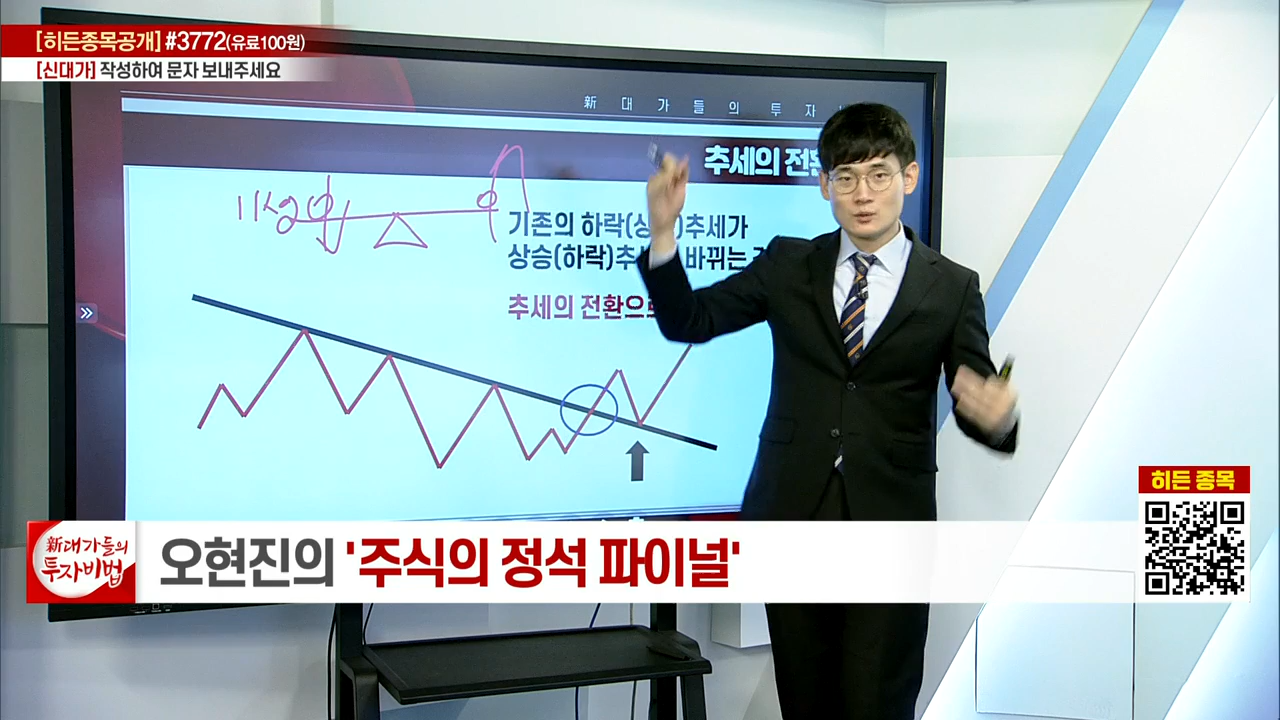 [히든종목공개] #3772(유료100원)
[신대가] 작성하여 문자 보내주세요
新 대 가 들 의 투 자
추세의 전환
기존의 하락(상승)추세가
상승(하락)추세 바뀌는
추세의 전환으로
히든 종목
新대가들의
투자비법
오현진의 '주식의 정석 파이널'